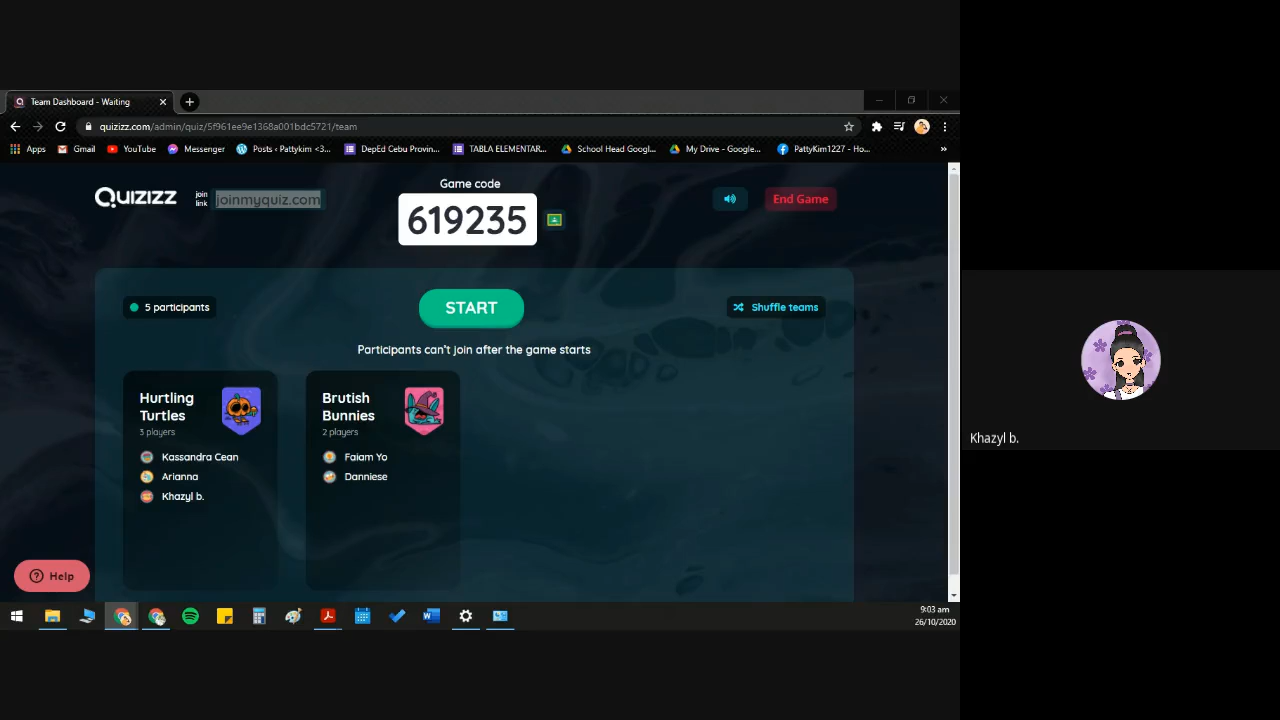 Team Dashboard - Waiting
quizizz.com/admin/quiz/5f961ee9e1368a001bdc5721/team
Apps Gmail YouTube Messenger Posts ‹ Pattykim <3... DepEd Cebu Provin... TABLA ELEMENTAR... School Head Googl... My Drive - Google... PattyKim1227 - Ho... »
Quizizz
join link joinmyquiz.com
Game code
619235
End Game
5 participants
START
Shuffle teams
Participants can't join after the game starts
Hurtling
Turtles
3 players
Kassandra Cean
Arianna
Khazyl b.
Brutish
Bunnies
2 players
Faiam Yo
Danniese
Help
9:03 am
26/10/2020
Khazyl b.